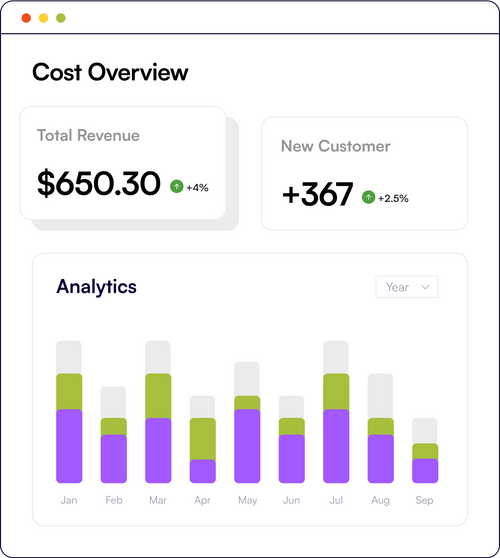 Cost Overview
Total Revenue
$650.30 +4%
New Customer
+367 +2.5%
Analytics
Year
Jan Feb Mar Apr May Jun Jul Aug Sep